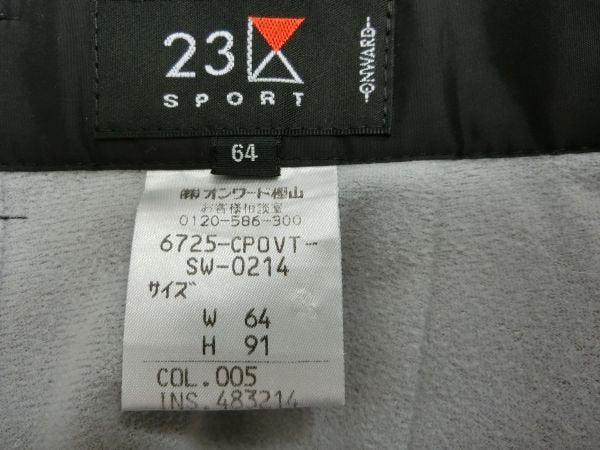 23
SPORT
ONWARD
64
㈱オンワード樫山
お客様相談室
0120-586-300
6725-CPOVT-
SW-0214
サイズ
W 64
H 91
COL.005
INS.483214